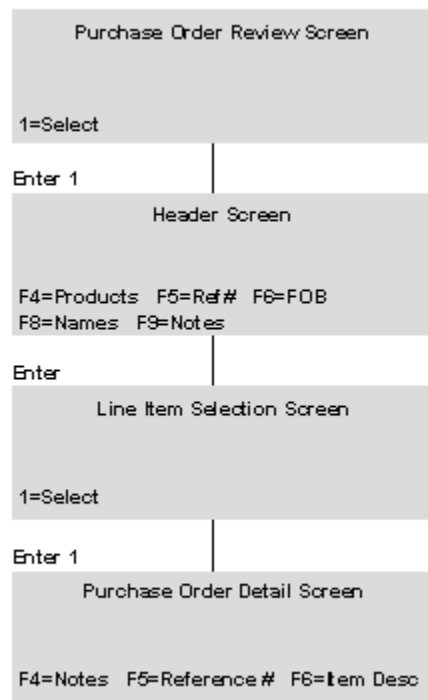 Purchase Order Review Screen
1=Select
Enter 1
Header Screen
F4=Products F5=Ref# F6=FOB
F8=Names F9=Notes
Enter
Line Item Selection Screen
1=Select
Enter 1
Purchase Order Detail Screen
F4=Notes F5=Reference # F6=Item Desc